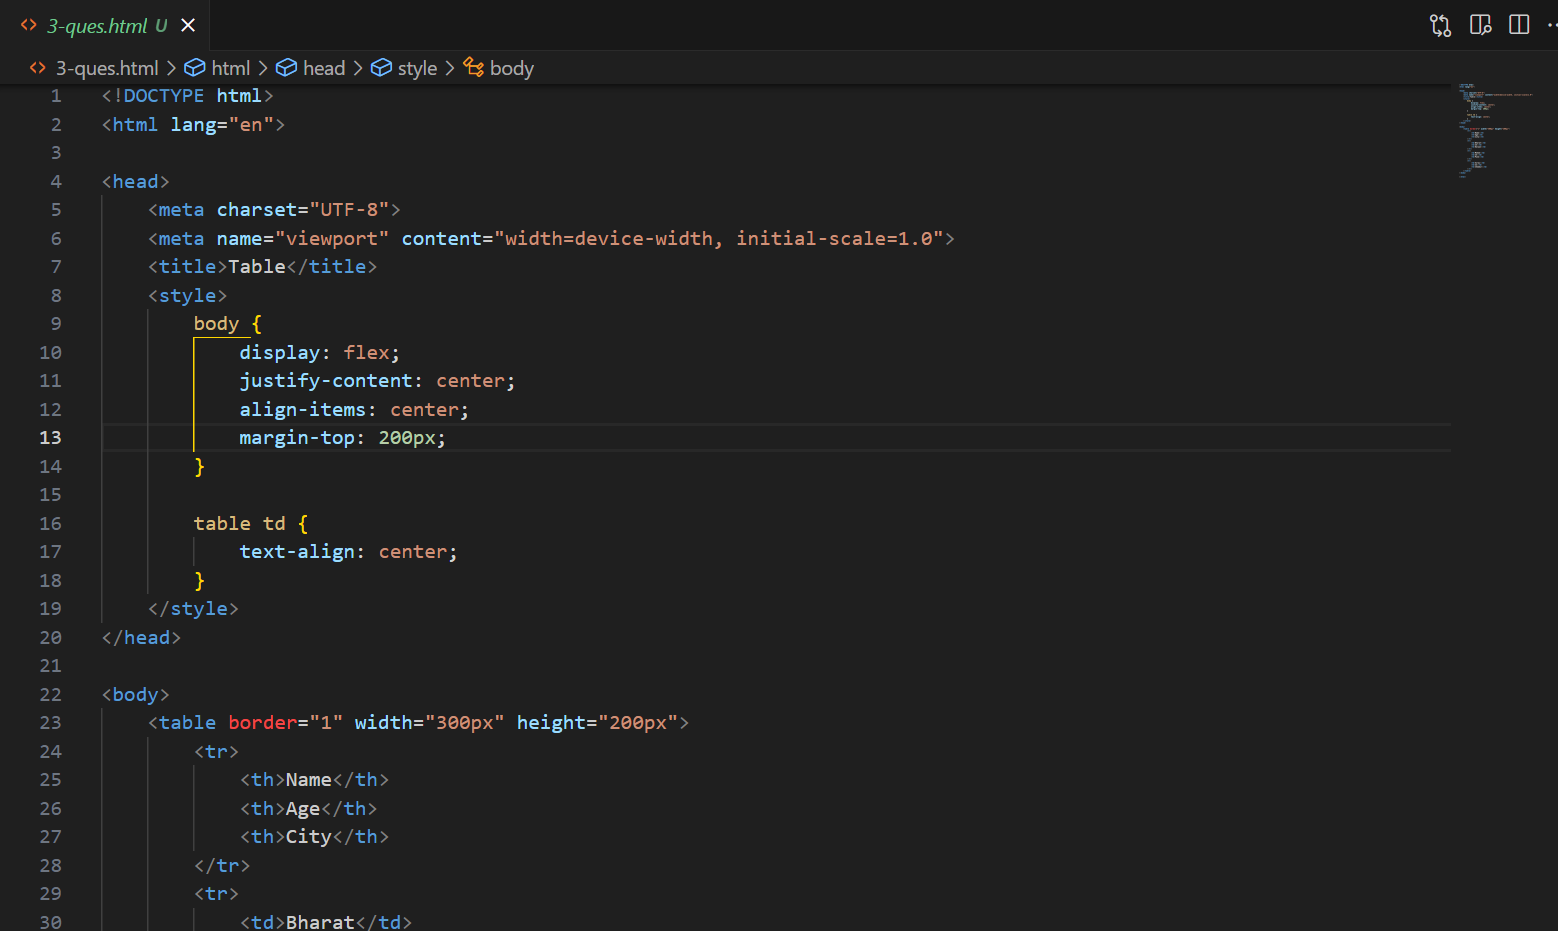 3-ques.html U
3-ques.html > html > head > style > body
1 <!DOCTYPE html>
2 <html lang="en">
3
4 <head>
5     <meta charset="UTF-8">
6     <meta name="viewport" content="width=device-width, initial-scale=1.0">
7     <title>Table</title>
8     <style>
9         body {
10             display: flex;
11             justify-content: center;
12             align-items: center;
13             margin-top: 200px;
14         }
15
16         table td {
17             text-align: center;
18         }
19     </style>
20 </head>
21
22 <body>
23     <table border="1" width="300px" height="200px">
24         <tr>
25             <th>Name</th>
26             <th>Age</th>
27             <th>City</th>
28         </tr>
29         <tr>
30             <td>Bharat</td>